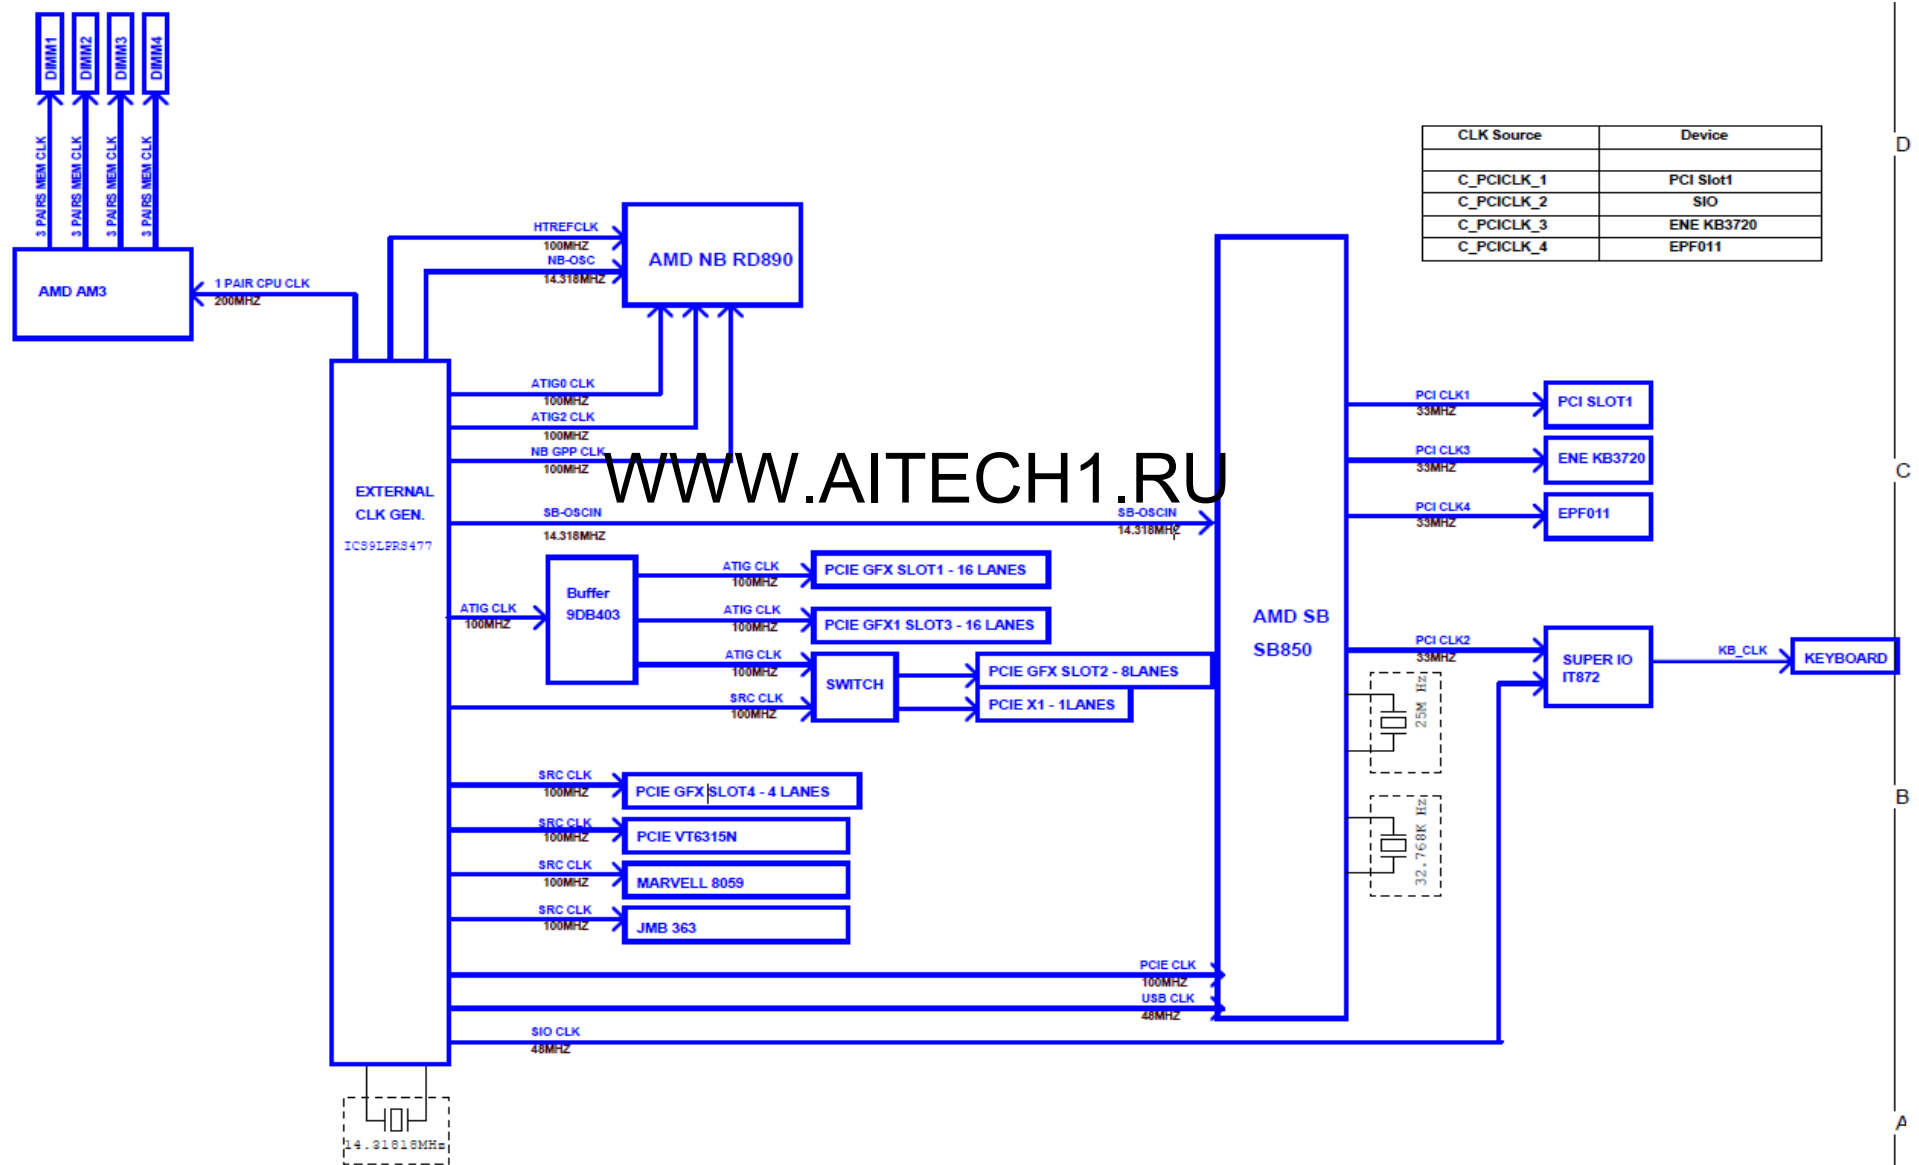 DIMM1
DIMM2
DIMM3
DIMM4
3 PAIRS MEM CLK
3 PAIRS MEM CLK
3 PAIRS MEM CLK
3 PAIRS MEM CLK
AMD AM3
1 PAIR CPU CLK
200MHZ
HTREFCLK
100MHZ
NB-OSC
14.318MHZ
AMD NB RD890
CLK Source Device
C_PCICLK_1 PCI Slot1
C_PCICLK_2 SIO
C_PCICLK_3 ENE KB3720
C_PCICLK_4 EPF011
D
C
B
A
EXTERNAL
CLK GEN.
ICS9LPRS477
ATIG0 CLK
100MHZ
ATIG2 CLK
100MHZ
NB GPP CLK
100MHZ
WWW.AITECH1.RU
SB-OSCIN
14.318MHZ
SB-OSCIN
14.318MHZ
ATIG CLK
100MHZ
Buffer
9DB403
ATIG CLK
100MHZ
PCIE GFX SLOT1 - 16 LANES
ATIG CLK
100MHZ
PCIE GFX1 SLOT3 - 16 LANES
ATIG CLK
100MHZ
SRC CLK
100MHZ
SWITCH
PCIE GFX SLOT2 - 8LANES
PCIE X1 - 1LANES
SRC CLK
100MHZ
PCIE GFX SLOT4 - 4 LANES
SRC CLK
100MHZ
PCIE VT6315N
SRC CLK
100MHZ
MARVELL 8059
SRC CLK
100MHZ
JMB 363
PCIE CLK
100MHZ
USB CLK
48MHZ
SIO CLK
48MHZ
14.31818MHz
AMD SB
SB850
PCI CLK1
33MHZ
PCI SLOT1
PCI CLK3
33MHZ
ENE KB3720
PCI CLK4
33MHZ
EPF011
PCI CLK2
33MHZ
SUPER IO
IT872
KB_CLK
KEYBOARD
25M Hz
32.768K Hz